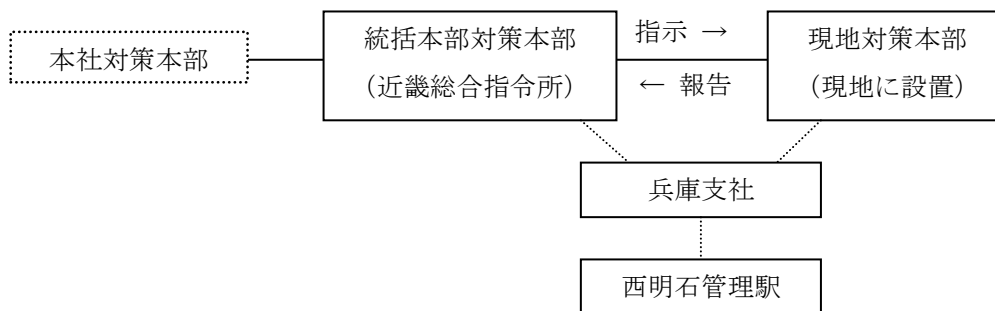 本社対策本部
統括本部対策本部
（近畿総合指令所）
指示 →
← 報告
現地対策本部
（現地に設置）
兵庫支社
西明石管理駅